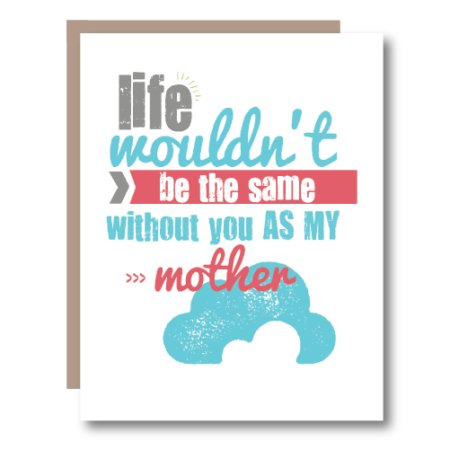 life
wouldn't
be the same
without you AS MY
››› mother